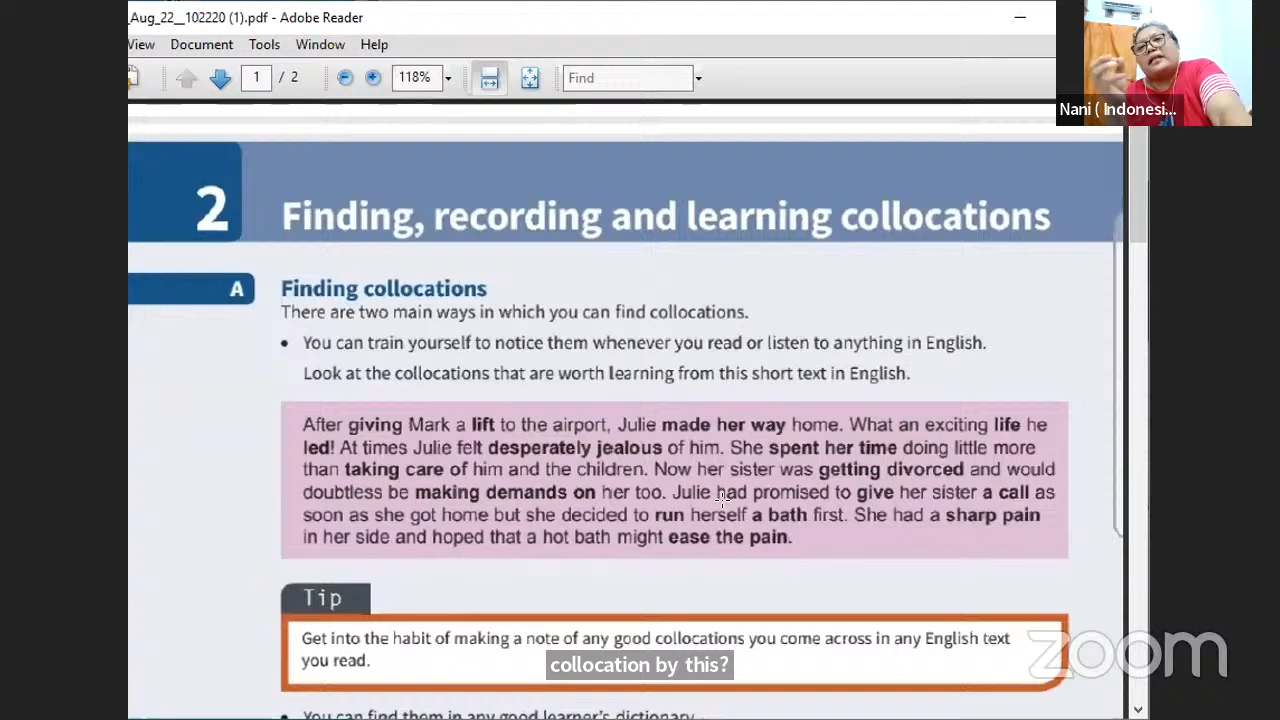 _Aug_22__102220 (1).pdf - Adobe Reader
View Document Tools Window Help
1 / 2 118% Find
Nani ( Indonesi...
2
Finding, recording and learning collocations
A
Finding collocations
There are two main ways in which you can find collocations.
• You can train yourself to notice them whenever you read or listen to anything in English.
Look at the collocations that are worth learning from this short text in English.
After giving Mark a lift to the airport, Julie made her way home. What an exciting life he
led! At times Julie felt desperately jealous of him. She spent her time doing little more
than taking care of him and the children. Now her sister was getting divorced and would
doubtless be making demands on her too. Julie had promised to give her sister a call as
soon as she got home but she decided to run herself a bath first. She had a sharp pain
in her side and hoped that a hot bath might ease the pain.
Tip
Get into the habit of making a note of any good collocations you come across in any English text
you read.
collocation by this?
zoom
• You can find them in any good learner's dictionary.